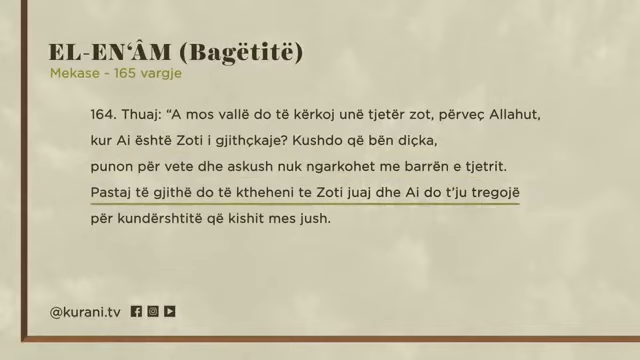 EL-EN‘ÂM (Bagëtitë)
Mekase - 165 vargje
164. Thuaj: “A mos vallë do të kërkoj unë tjetër zot, përveç Allahut,
kur Ai është Zoti i gjithçkaje? Kushdo që bën diçka,
punon për vete dhe askush nuk ngarkohet me barrën e tjetrit.
Pastaj të gjithë do të ktheheni te Zoti juaj dhe Ai do t’ju tregojë
për kundërshtitë që kishit mes jush.
@kurani.tv